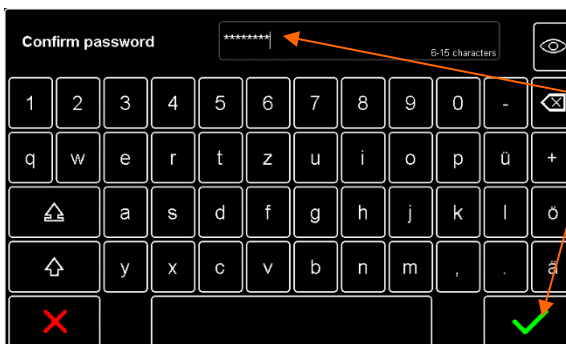 Confirm password ********
6-15 characters
1 2 3 4 5 6 7 8 9 0 -
q w e r t z u i o p ü +
a s d f g h j k l ö
y x c v b n m , . ä